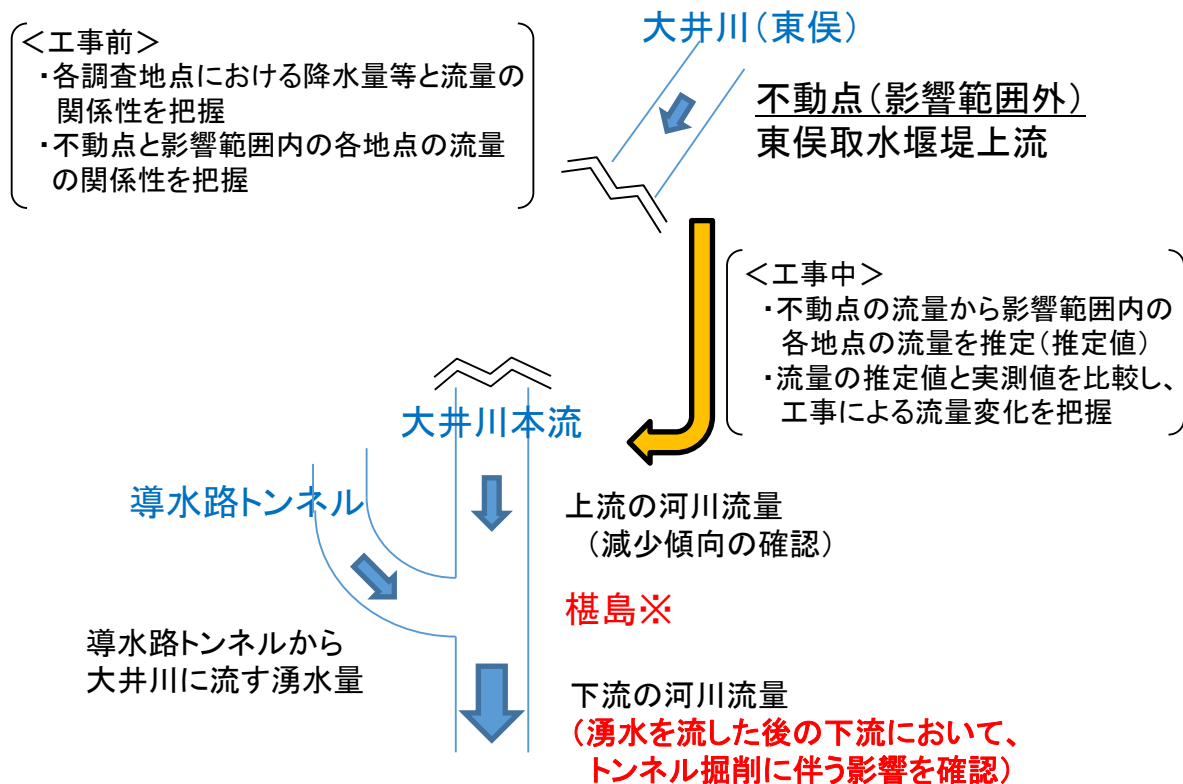 ＜工事前＞
・各調査地点における降水量等と流量の
関係性を把握
・不動点と影響範囲内の各地点の流量
の関係性を把握
大井川（東俣）
不動点（影響範囲外）
東俣取水堰堤上流
＜工事中＞
・不動点の流量から影響範囲内の
各地点の流量を推定（推定値）
・流量の推定値と実測値を比較し、
工事による流量変化を把握
大井川本流
導水路トンネル
上流の河川流量
（減少傾向の確認）
椹島※
導水路トンネルから
大井川に流す湧水量
下流の河川流量
（湧水を流した後の下流において、
トンネル掘削に伴う影響を確認）